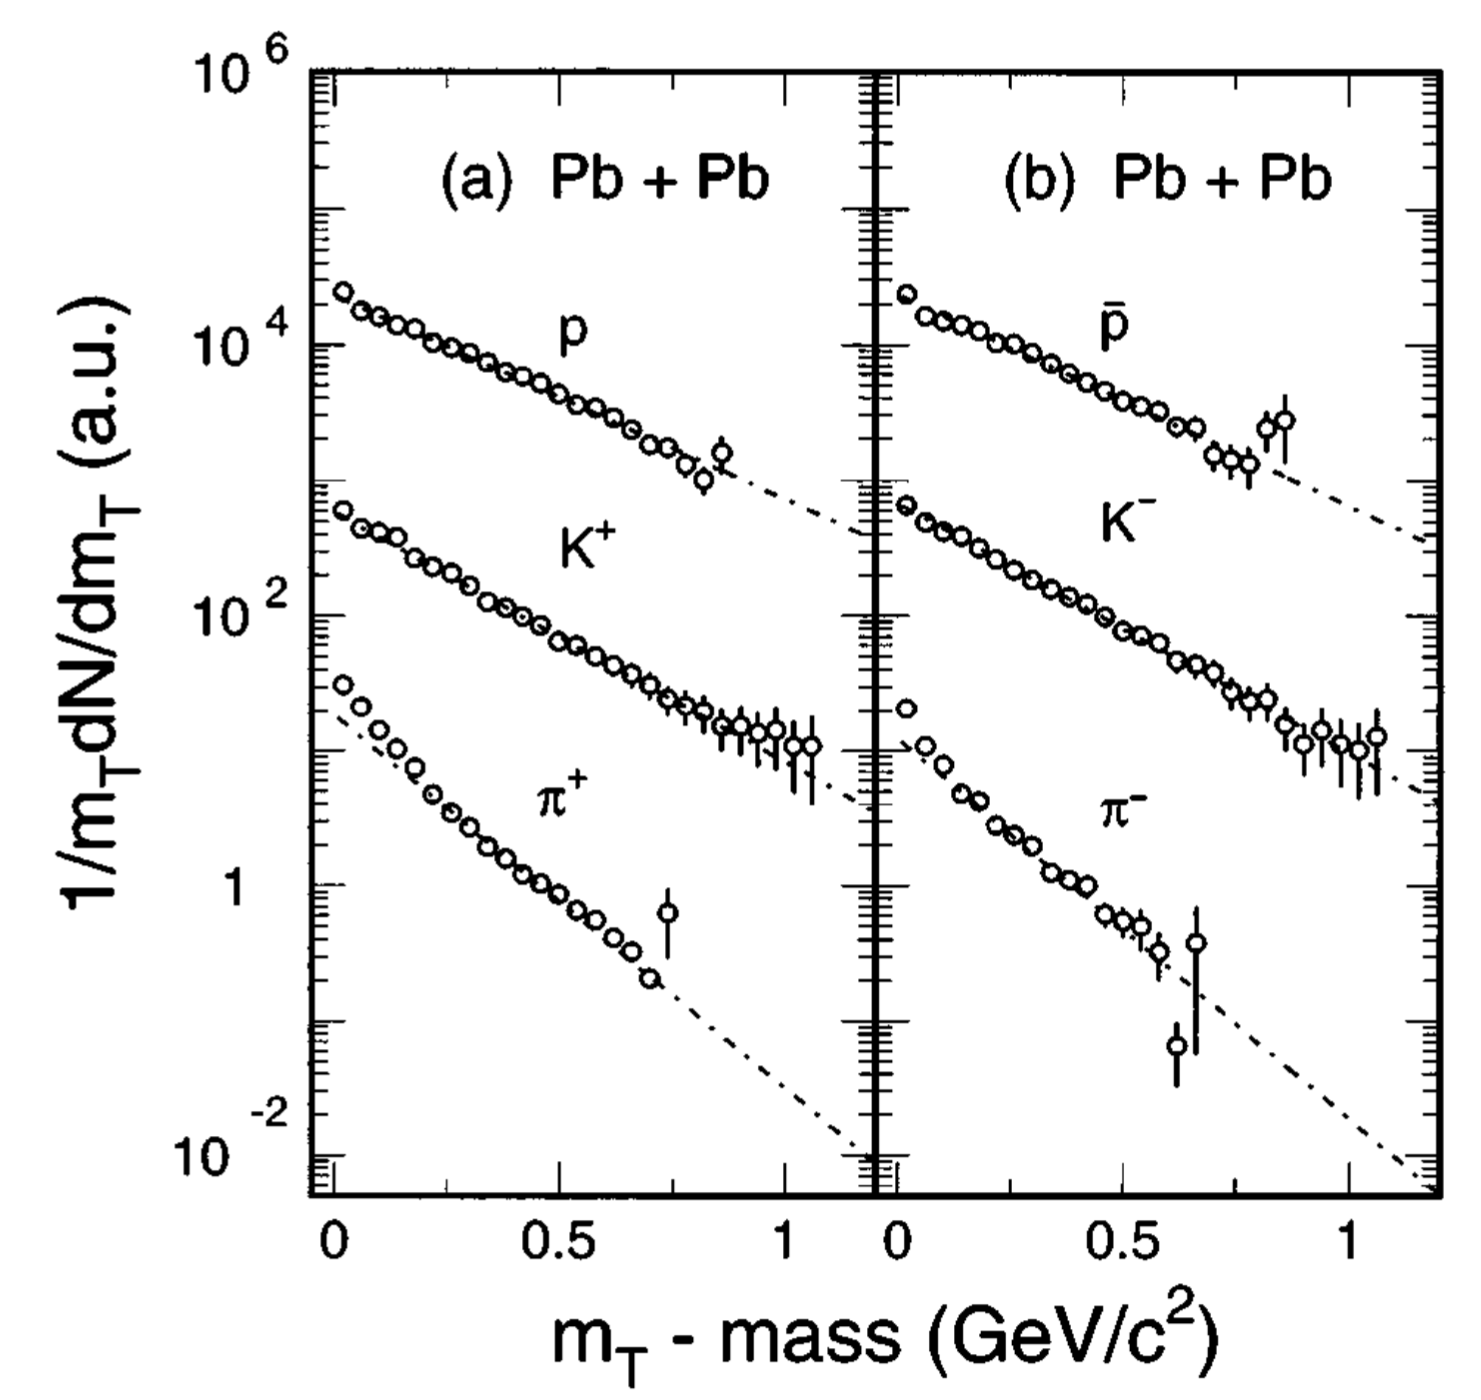 10^6
(a) Pb + Pb
(b) Pb + Pb
p
p̄
10^4
K^+
K^-
10^2
π^+
π^-
1
10^-2
0 0.5 1 0 0.5 1
m_T - mass (GeV/c^2)
1/m_T dN/dm_T (a.u.)